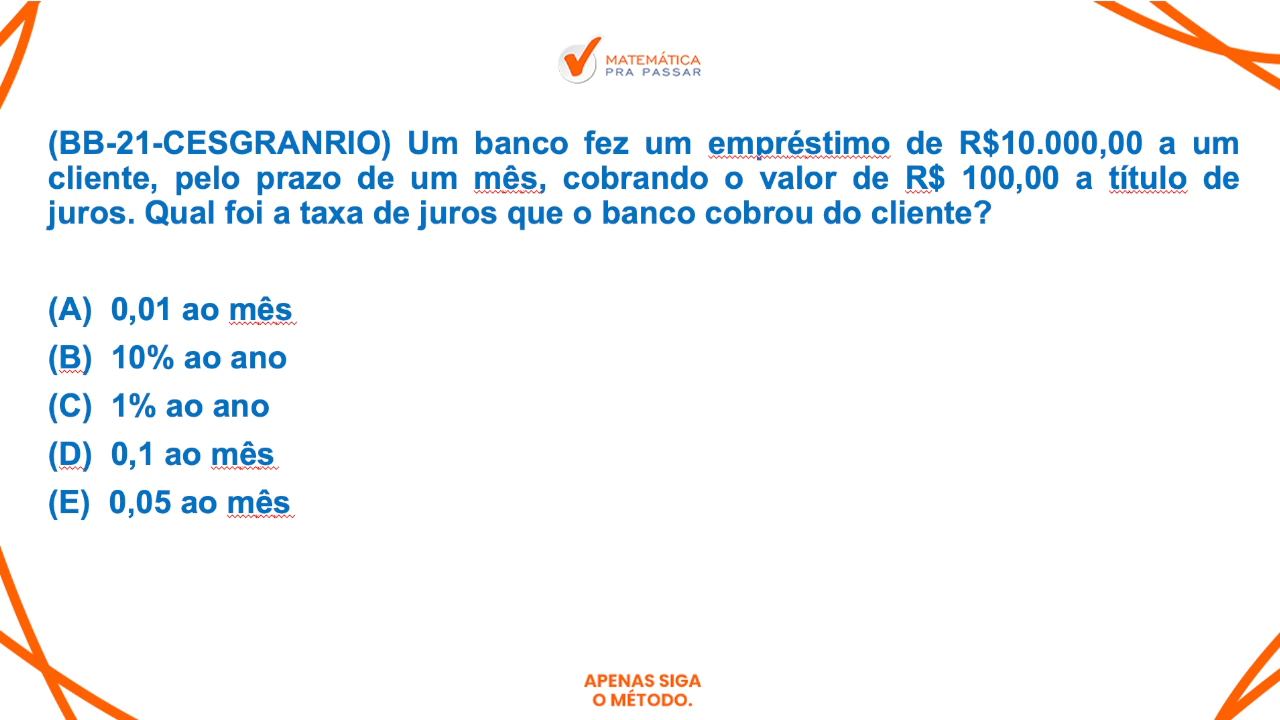 MATEMÁTICA
PRA PASSAR
(BB-21-CESGRANRIO) Um banco fez um empréstimo de R$10.000,00 a um
cliente, pelo prazo de um mês, cobrando o valor de R$ 100,00 a título de
juros. Qual foi a taxa de juros que o banco cobrou do cliente?
(A) 0,01 ao mês
(B) 10% ao ano
(C) 1% ao ano
(D) 0,1 ao mês
(E) 0,05 ao mês
APENAS SIGA
O MÉTODO.